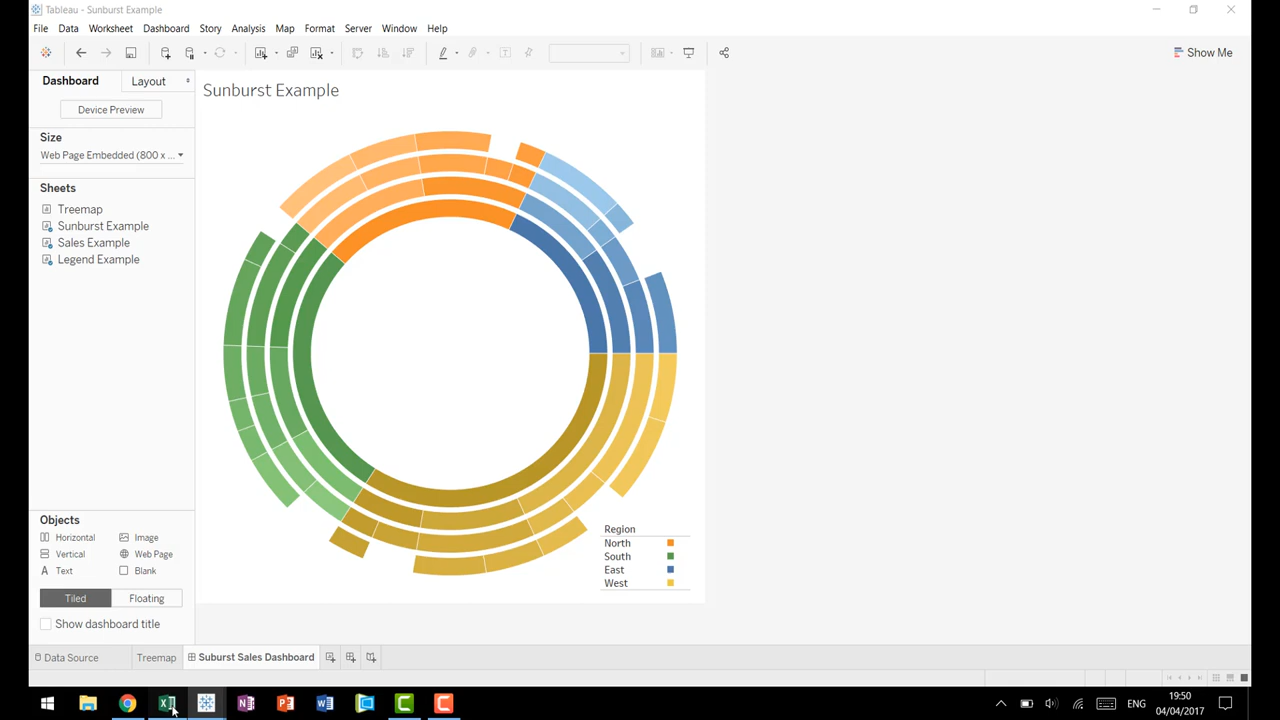 Tableau - Sunburst Example
File Data Worksheet Dashboard Story Analysis Map Format Server Window Help
Show Me
Dashboard Layout
Device Preview
Size
Web Page Embedded (800 x ...
Sheets
Treemap
Sunburst Example
Sales Example
Legend Example
Objects
Horizontal Image
Vertical Web Page
A Text Blank
Tiled Floating
Show dashboard title
Sunburst Example
Region
North
South
East
West
Data Source Treemap Suburst Sales Dashboard
ENG
19:50
04/04/2017